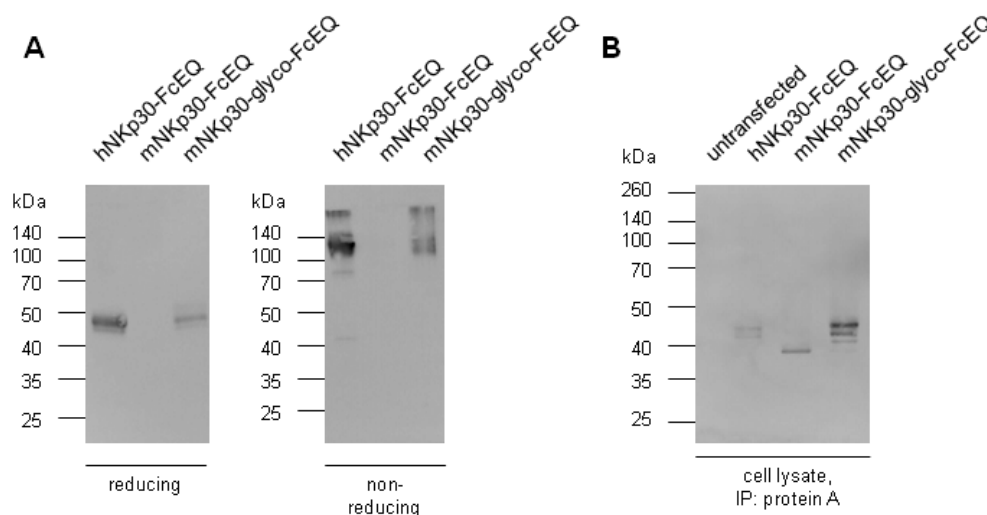 A
hNKp30-FcEQ
mNKp30-FcEQ
mNKp30-glyco-FcEQ
kDa
140
100
70
50
40
35
25
reducing
hNKp30-FcEQ
mNKp30-FcEQ
mNKp30-glyco-FcEQ
kDa
140
100
70
50
40
35
25
non-
reducing
B
untransfected
hNKp30-FcEQ
mNKp30-FcEQ
mNKp30-glyco-FcEQ
kDa
260
140
100
70
50
40
35
25
cell lysate,
IP: protein A